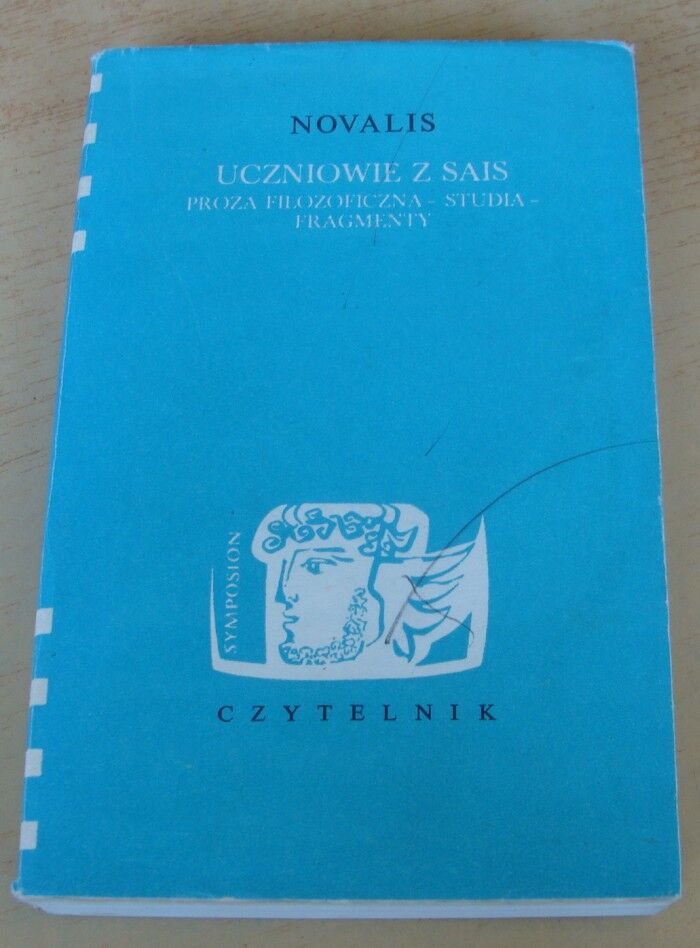 NOVALIS
UCZNIOWIE Z SAIS
PROZA FILOZOFICZNA - STUDIA -
FRAGMENTY
SYMPOSION
CZYTELNIK